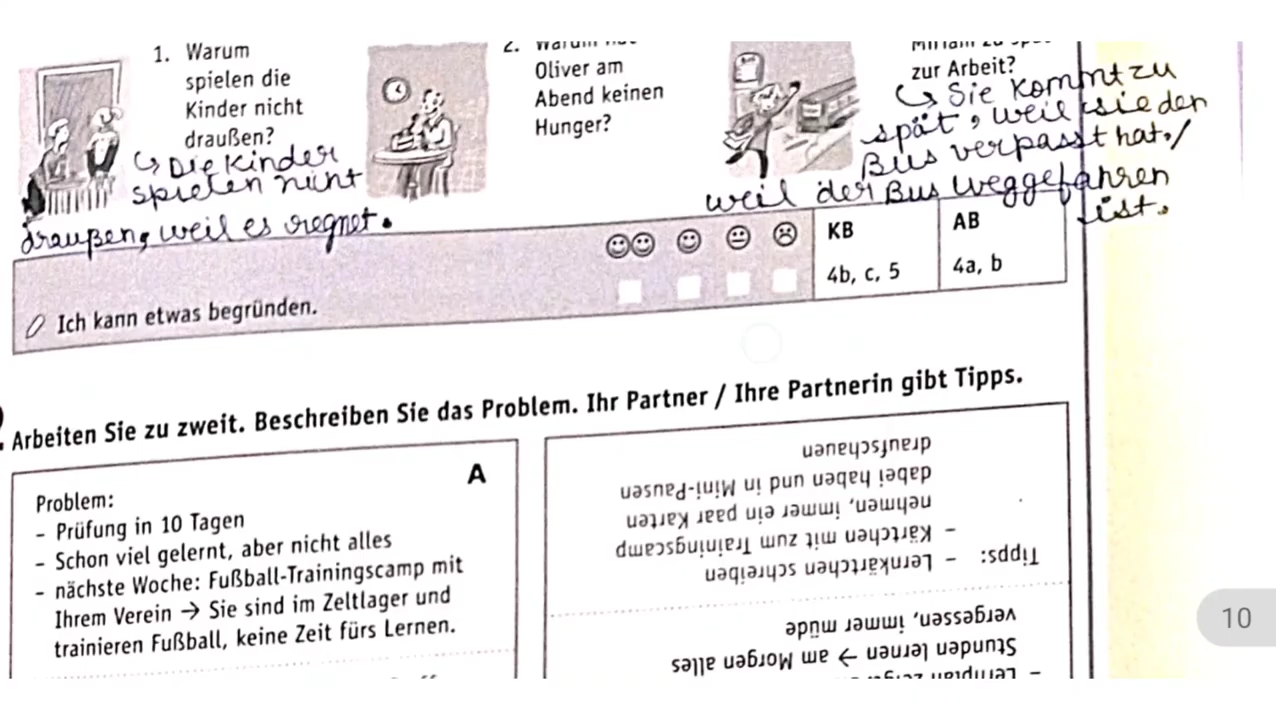 1. Warum
spielen die
Kinder nicht
draußen?
↳ Die Kinder
spielen nicht
draußen, weil es regnet.
2.
Oliver am
Abend keinen
Hunger?
zur Arbeit?
↳ Sie kommt zu
spät, weil sie den
Bus verpasst hat. /
weil der Bus weggefahren
ist.
Ich kann etwas begründen.
KB
4b, c, 5
AB
4a, b
Arbeiten Sie zu zweit. Beschreiben Sie das Problem. Ihr Partner / Ihre Partnerin gibt Tipps.
A
Problem:
- Prüfung in 10 Tagen
- Schon viel gelernt, aber nicht alles
- nächste Woche: Fußball-Trainingscamp mit
Ihrem Verein → Sie sind im Zeltlager und
trainieren Fußball, keine Zeit fürs Lernen.
Stunden lernen → am Morgen alles
vergessen, immer müde
Tipps: - Lernkärtchen schreiben
- Kärtchen mit zum Trainingscamp
nehmen, immer ein paar Karten
dabei haben und in Mini-Pausen
draufschauen
10